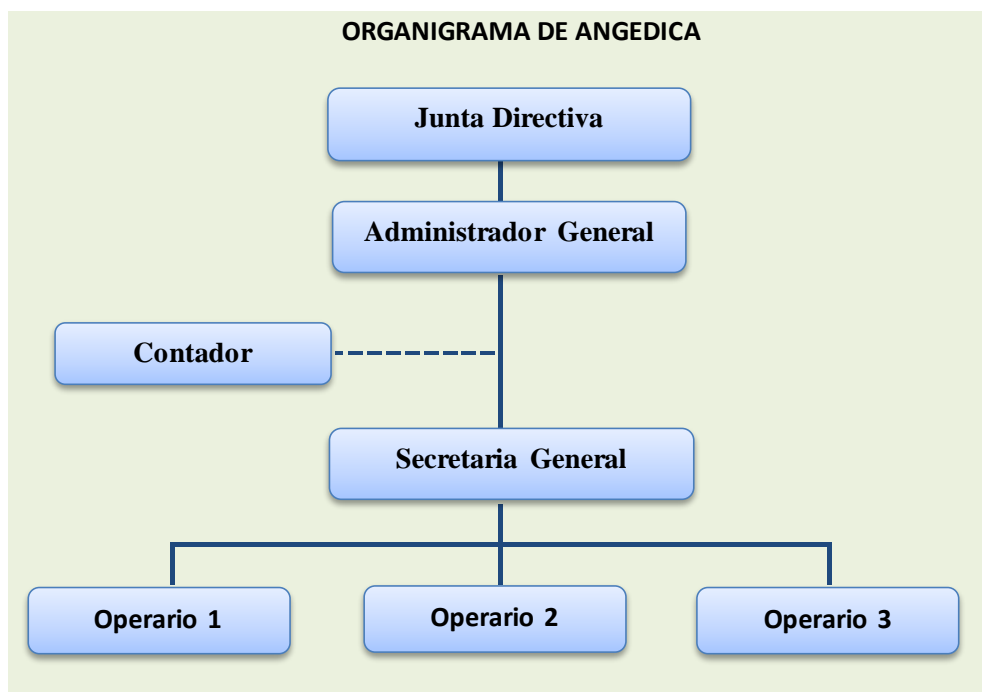 ORGANIGRAMA DE ANGEDICA
Junta Directiva
Administrador General
Contador
Secretaria General
Operario 1
Operario 2
Operario 3